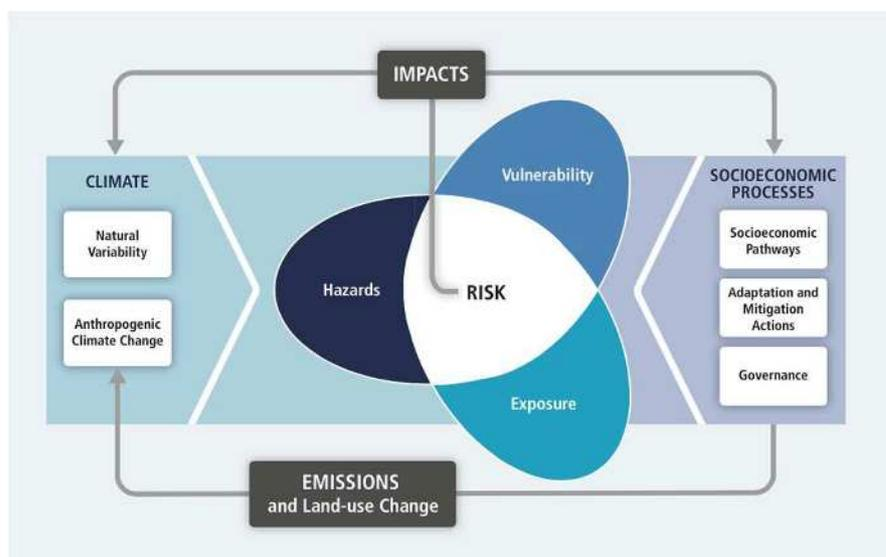 IMPACTS
CLIMATE
Natural
Variability
Anthropogenic
Climate Change
Vulnerability
Hazards
RISK
Exposure
SOCIOECONOMIC
PROCESSES
Socioeconomic
Pathways
Adaptation and
Mitigation
Actions
Governance
EMISSIONS
and Land-use Change